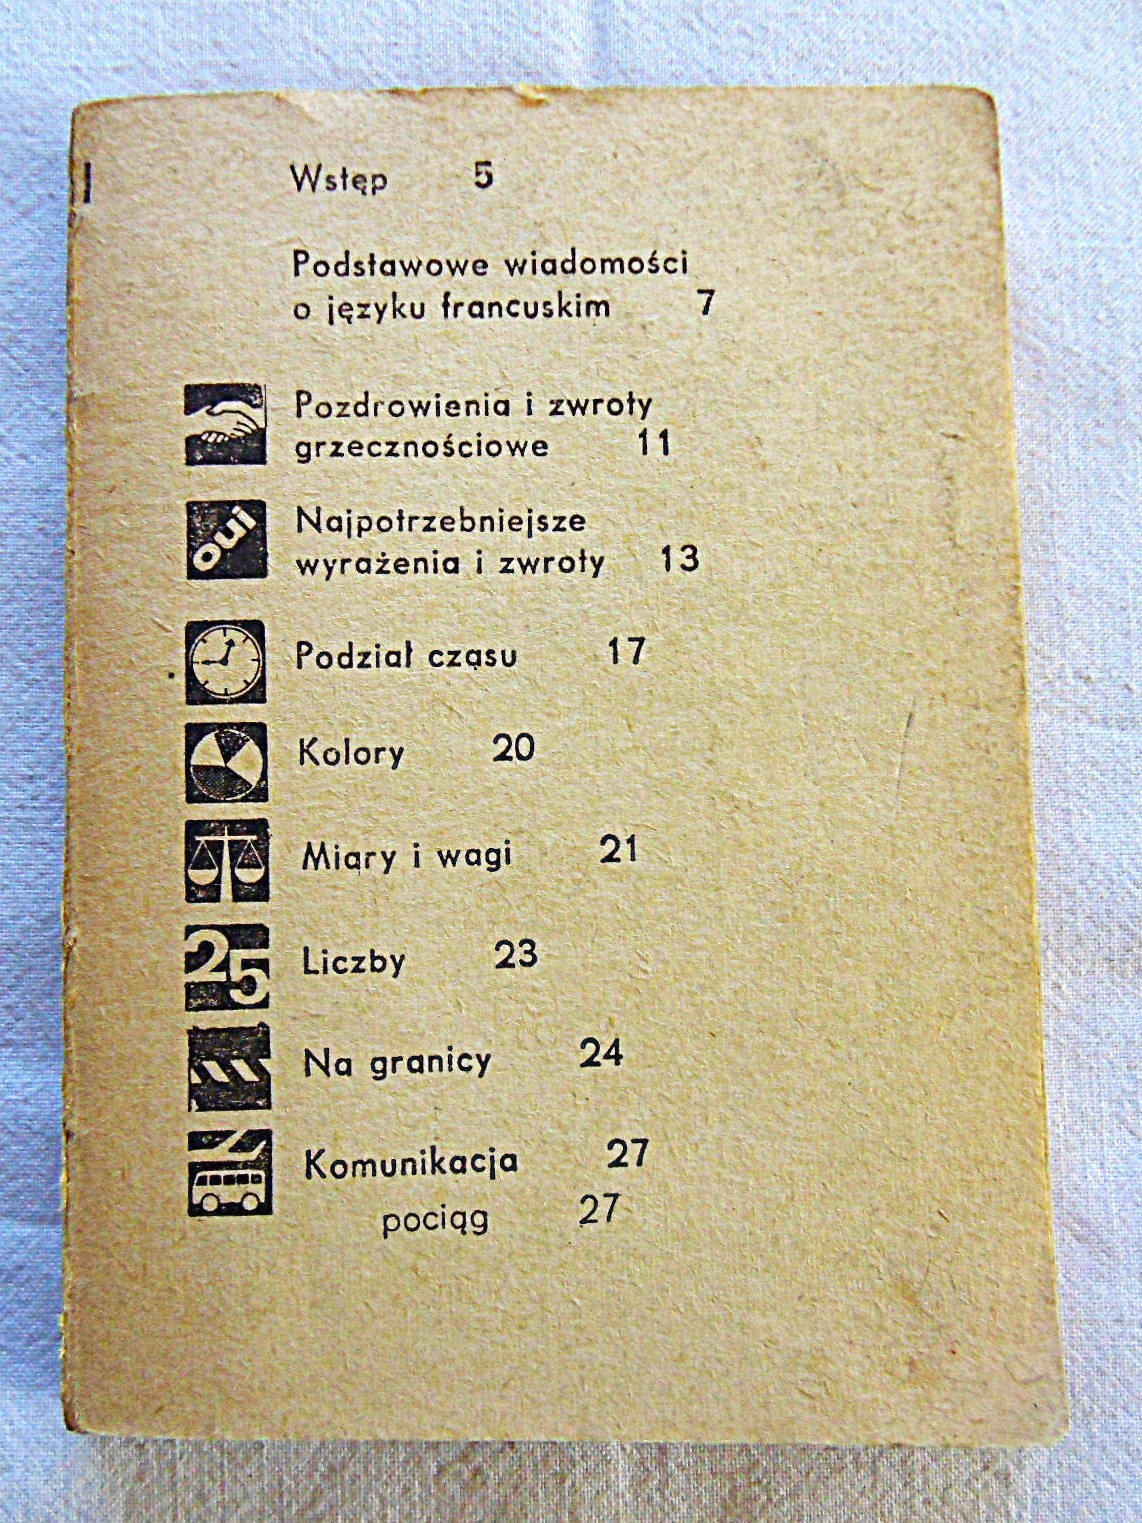 Wstęp 5
Podstawowe wiadomości
o języku francuskim 7
Pozdrowienia i zwroty
grzecznościowe 11
oui
Najpotrzebniejsze
wyrażenia i zwroty 13
Podział czasu 17
Kolory 20
Miary i wagi 21
25
Liczby 23
Na granicy 24
Komunikacja 27
pociąg 27